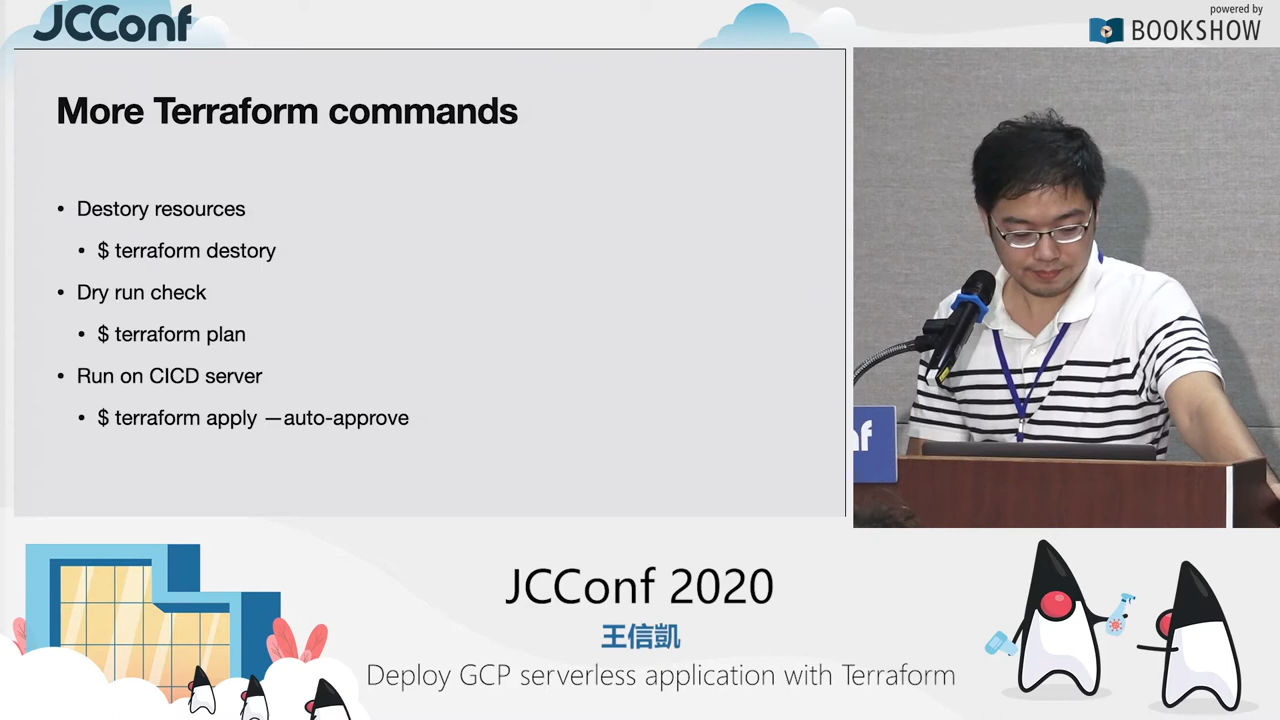 JCConf
powered by
BOOKSHOW
More Terraform commands
• Destory resources
• $ terraform destory
• Dry run check
• $ terraform plan
• Run on CICD server
• $ terraform apply —auto-approve
nf
JCConf 2020
王信凱
Deploy GCP serverless application with Terraform